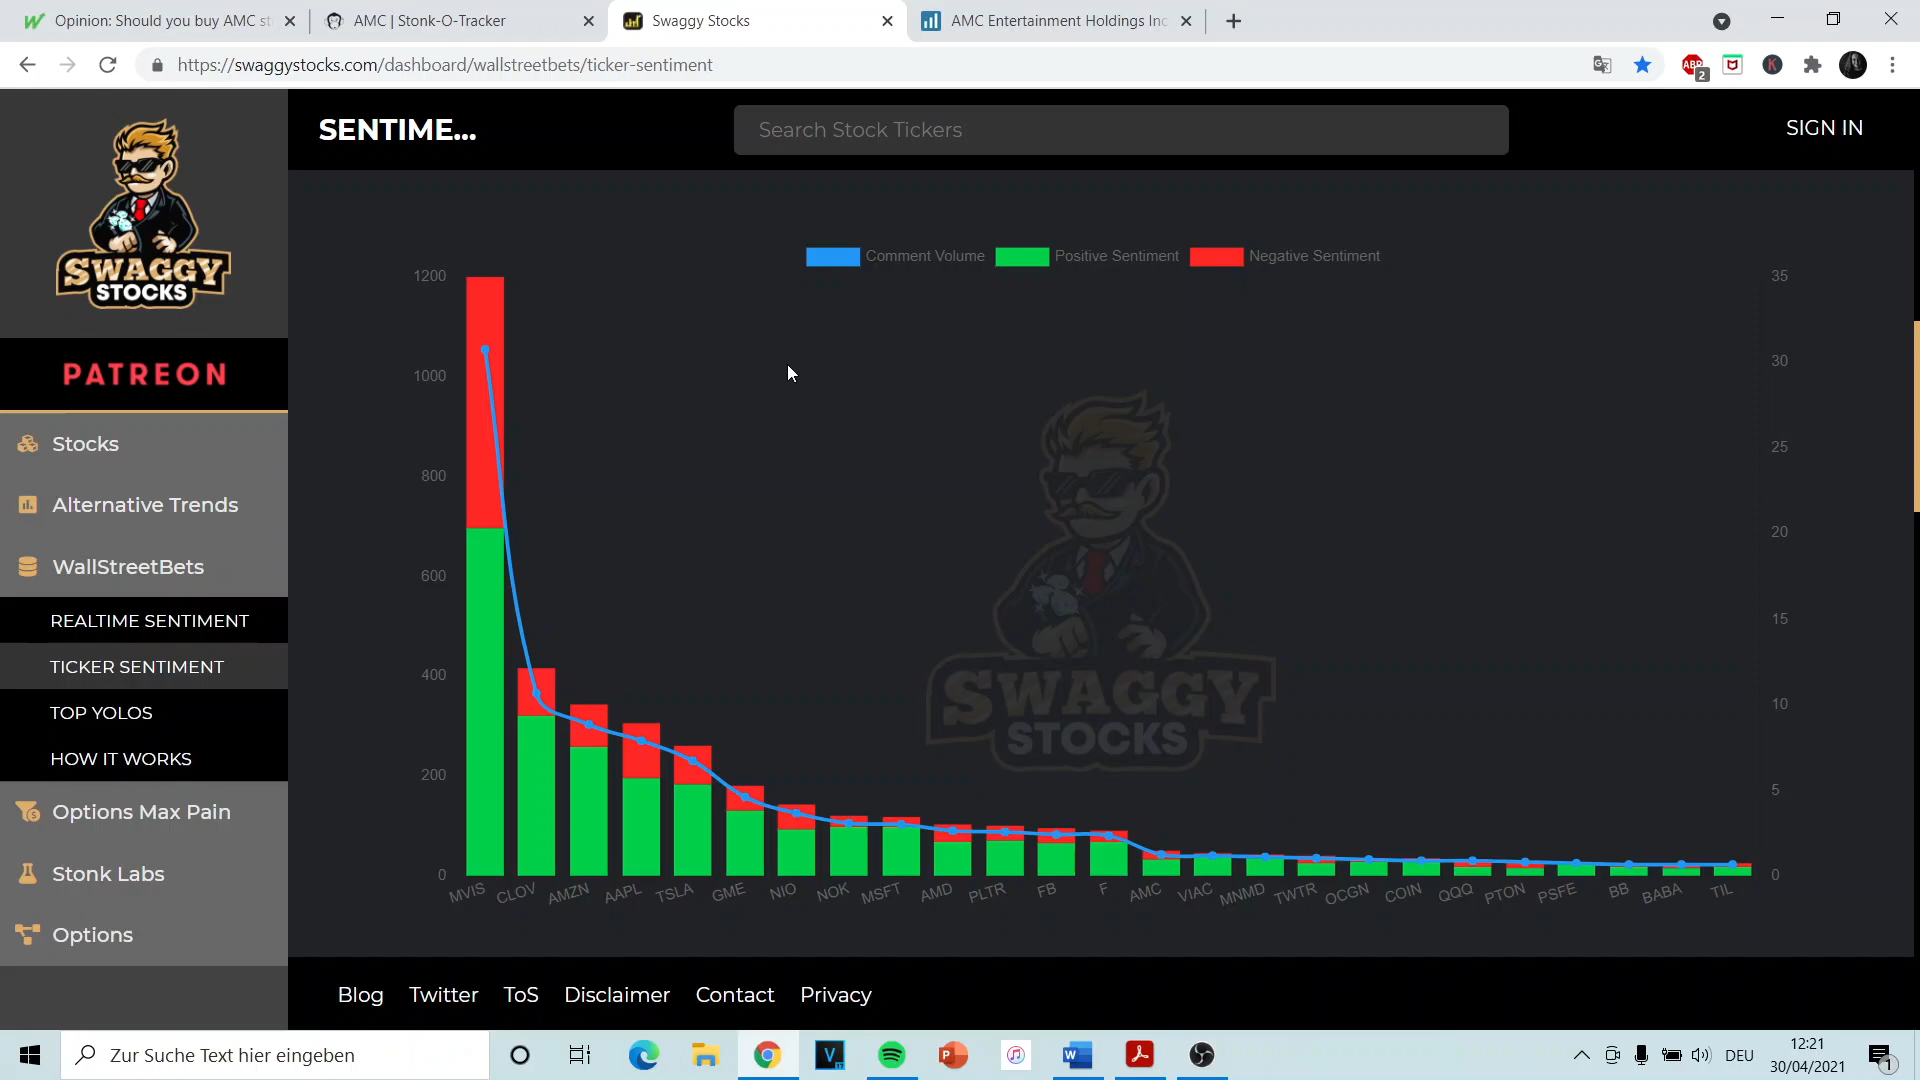 Opinion: Should you buy AMC st
AMC | Stonk-O-Tracker
Swaggy Stocks
AMC Entertainment Holdings Inc
https://swaggystocks.com/dashboard/wallstreetbets/ticker-sentiment
ABP
2
K
SENTIME...
Search Stock Tickers
SIGN IN
SWAGGY
STOCKS
PATREON
Stocks
Alternative Trends
WallStreetBets
REALTIME SENTIMENT
TICKER SENTIMENT
TOP YOLOS
HOW IT WORKS
Options Max Pain
Stonk Labs
Options
Comment Volume Positive Sentiment Negative Sentiment
1200
1000
800
600
400
200
0
35
30
25
20
15
10
5
0
SWAGGY
STOCKS
MVIS CLOV AMZN AAPL TSLA GME NIO NOK MSFT AMD PLTR FB F AMC VIAC MNMD TWTR OCGN COIN QQQ PTON PSFE BB BABA TIL
Blog Twitter ToS Disclaimer Contact Privacy
Zur Suche Text hier eingeben
DEU
12:21
30/04/2021
1